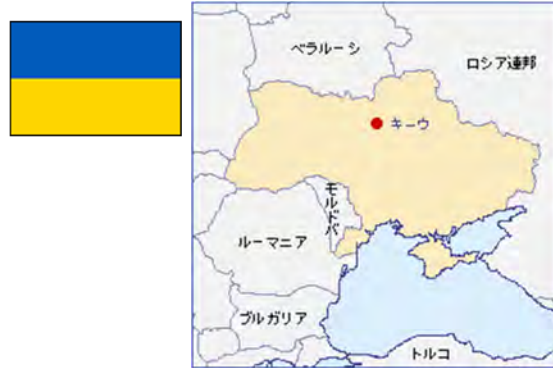 ベラルーシ
ロシア連邦
キーウ
モルドバ
ルーマニア
ブルガリア
トルコ